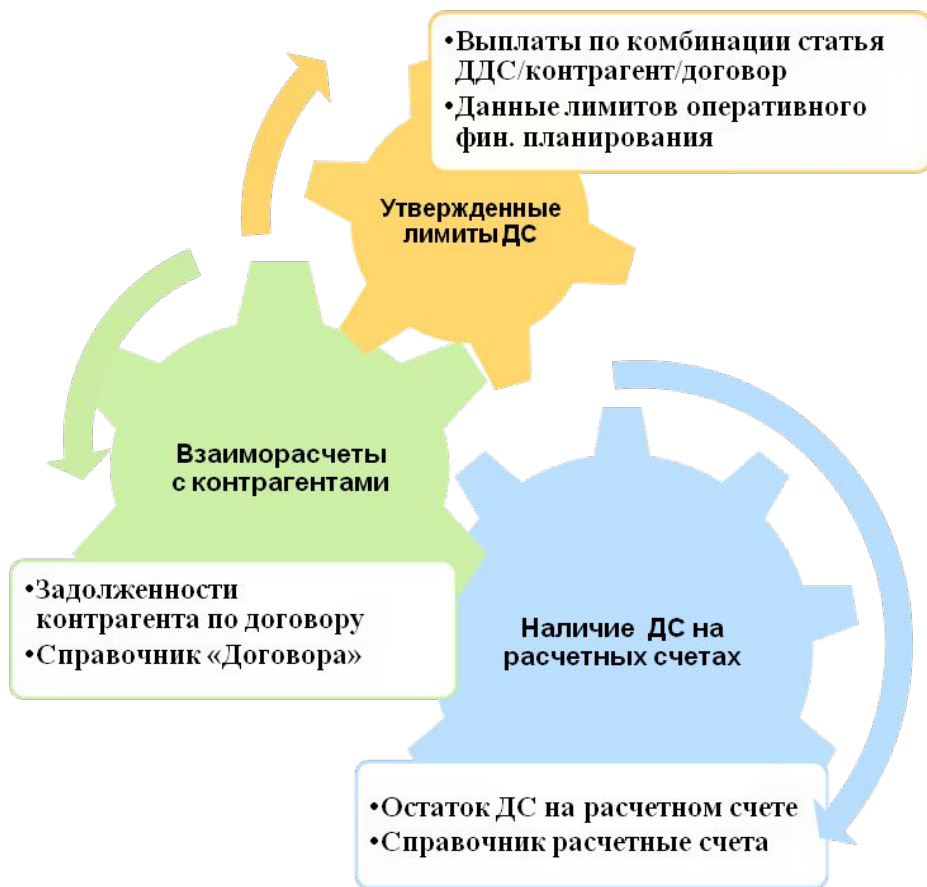 •Выплаты по комбинации статья
ДДС/контрагент/договор
•Данные лимитов оперативного
фин. планирования
Утвержденные
лимиты ДС
Взаиморасчеты
с контрагентами
•Задолженности
контрагента по договору
•Справочник «Договора»
Наличие ДС на
расчетных счетах
•Остаток ДС на расчетном счете
•Справочник расчетные счета